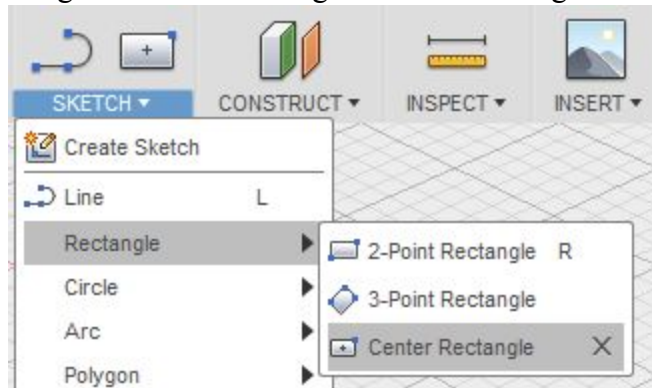 SKETCH ▾ CONSTRUCT ▾ INSPECT ▾ INSERT ▾
Create Sketch
Line L
Rectangle
2-Point Rectangle R
Circle
3-Point Rectangle
Arc
Center Rectangle
Polygon